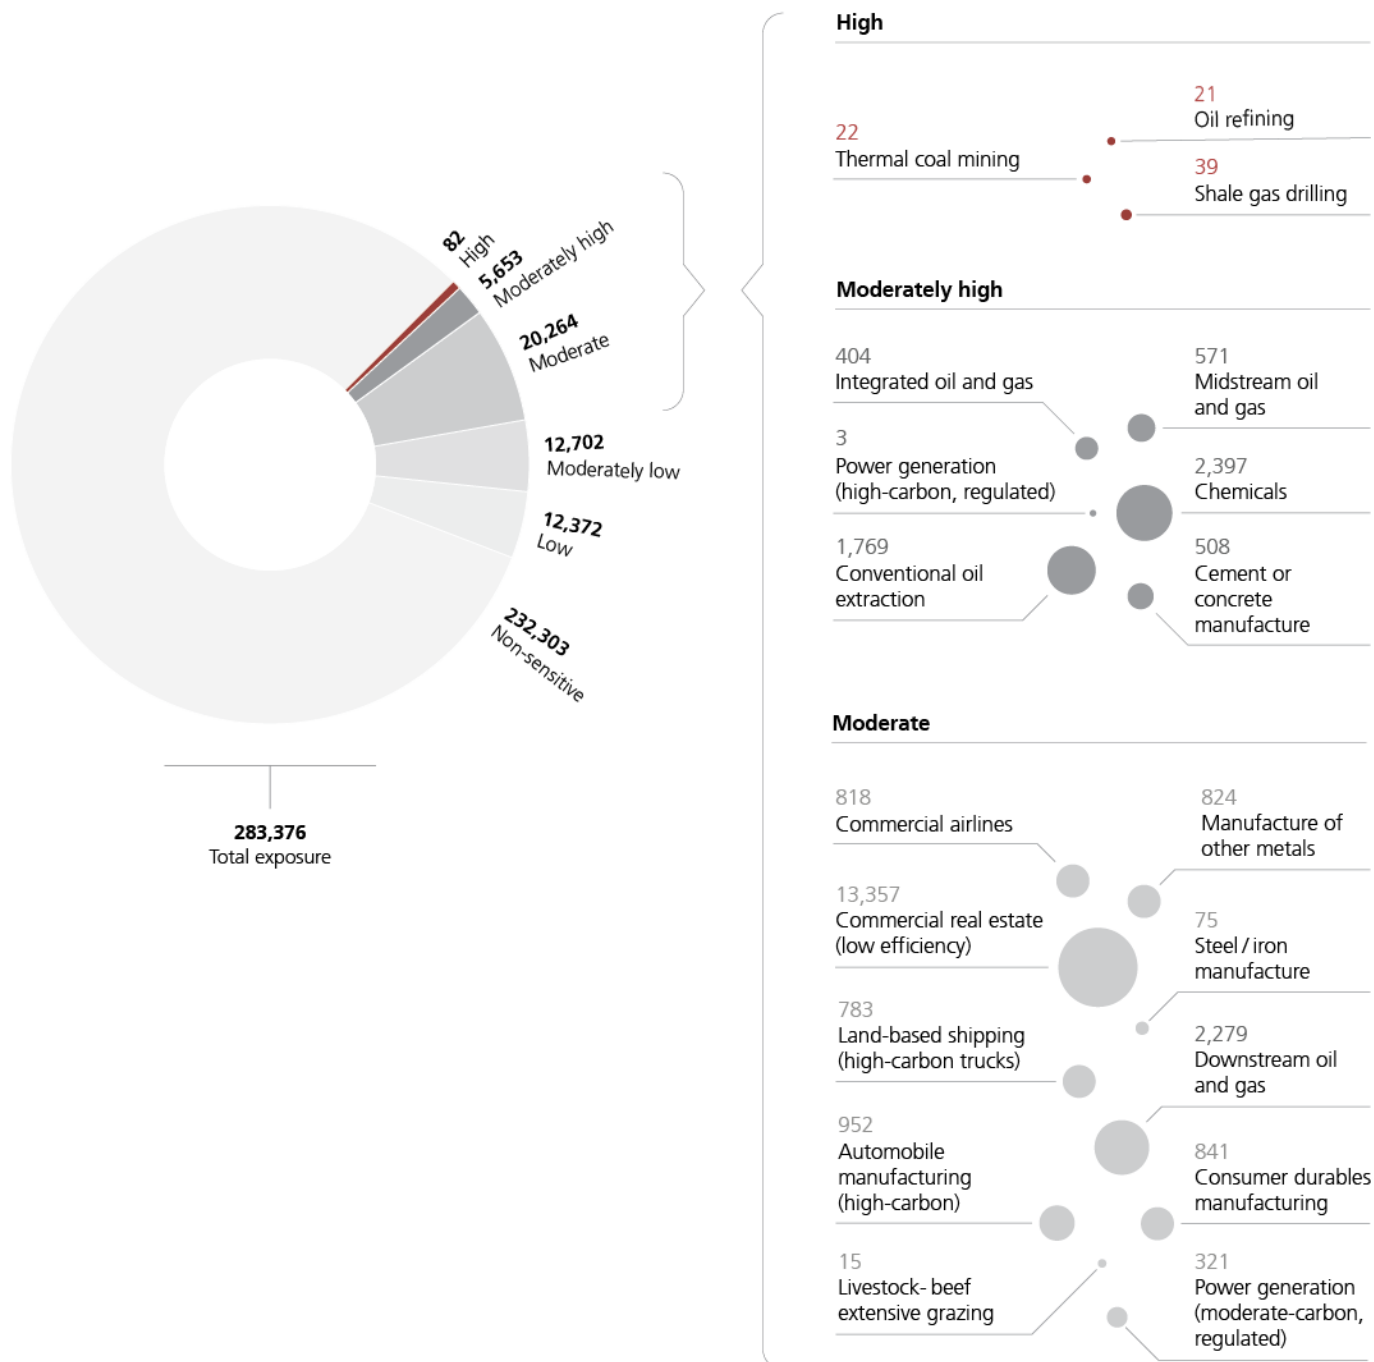 82
High
5,653
Moderately high
20,264
Moderate
12,702
Moderately low
12,372
Low
232,303
Non-sensitive
283,376
Total exposure
High
22
Thermal coal mining
21
Oil refining
39
Shale gas drilling
Moderately high
404
Integrated oil and gas
571
Midstream oil
and gas
3
Power generation
(high-carbon, regulated)
2,397
Chemicals
1,769
Conventional oil
extraction
508
Cement or
concrete
manufacture
Moderate
818
Commercial airlines
824
Manufacture of
other metals
13,357
Commercial real estate
(low efficiency)
75
Steel / iron
manufacture
783
Land-based shipping
(high-carbon trucks)
2,279
Downstream oil
and gas
952
Automobile
manufacturing
(high-carbon)
841
Consumer durables
manufacturing
15
Livestock- beef
extensive grazing
321
Power generation
(moderate-carbon,
regulated)